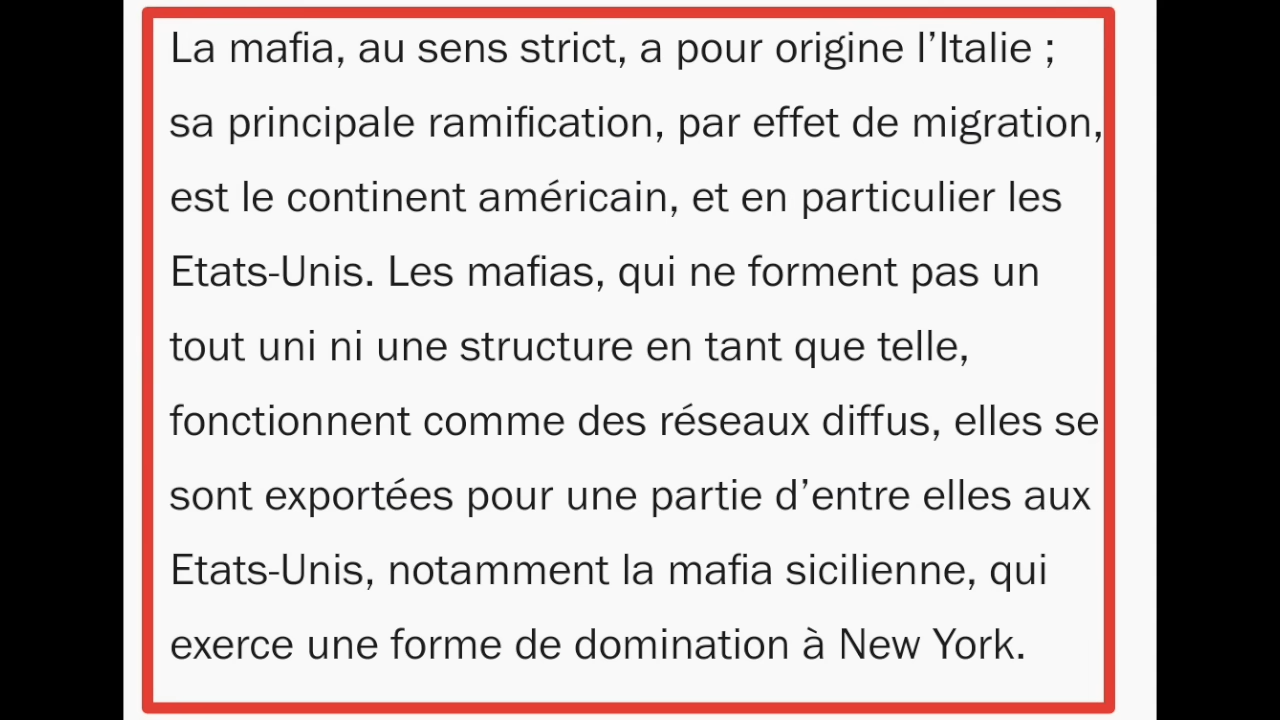 La mafia, au sens strict, a pour origine l’Italie ;
sa principale ramification, par effet de migration,
est le continent américain, et en particulier les
Etats-Unis. Les mafias, qui ne forment pas un
tout uni ni une structure en tant que telle,
fonctionnent comme des réseaux diffus, elles se
sont exportées pour une partie d’entre elles aux
Etats-Unis, notamment la mafia sicilienne, qui
exerce une forme de domination à New York.